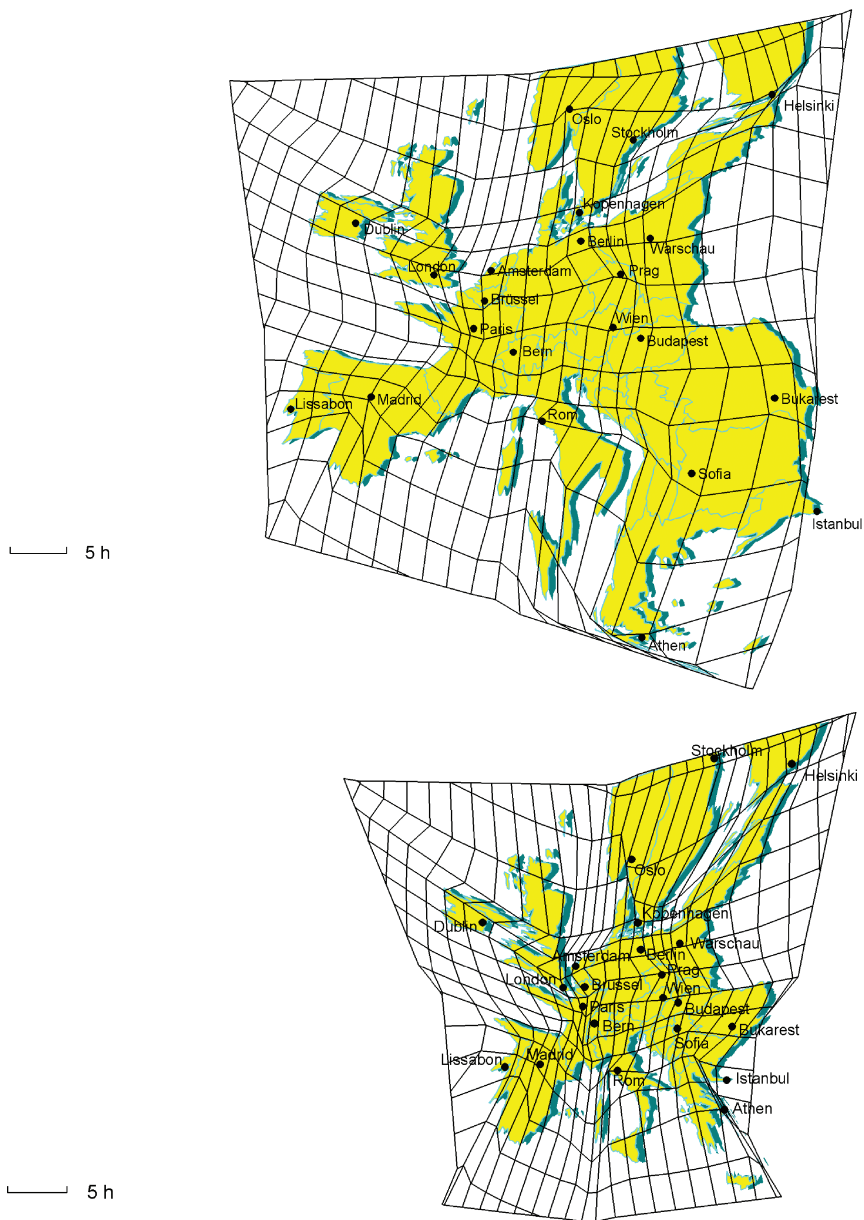 Helsinki
Oslo
Stockholm
Kopenhagen
Dublin
Berlin
Warschau
London
Amsterdam
Prag
Brüssel
Wien
Paris
Budapest
Bern
Lissabon
Madrid
Bukarest
Rom
Sofia
Istanbul
5 h
Athen
Stockholm
Helsinki
Oslo
Kopenhagen
Dublin
Warschau
Amsterdam
Berlin
Prag
London
Brüssel
Wien
Paris
Budapest
Bern
Bukarest
Sofia
Lissabon
Madrid
Rom
Istanbul
Athen
5 h